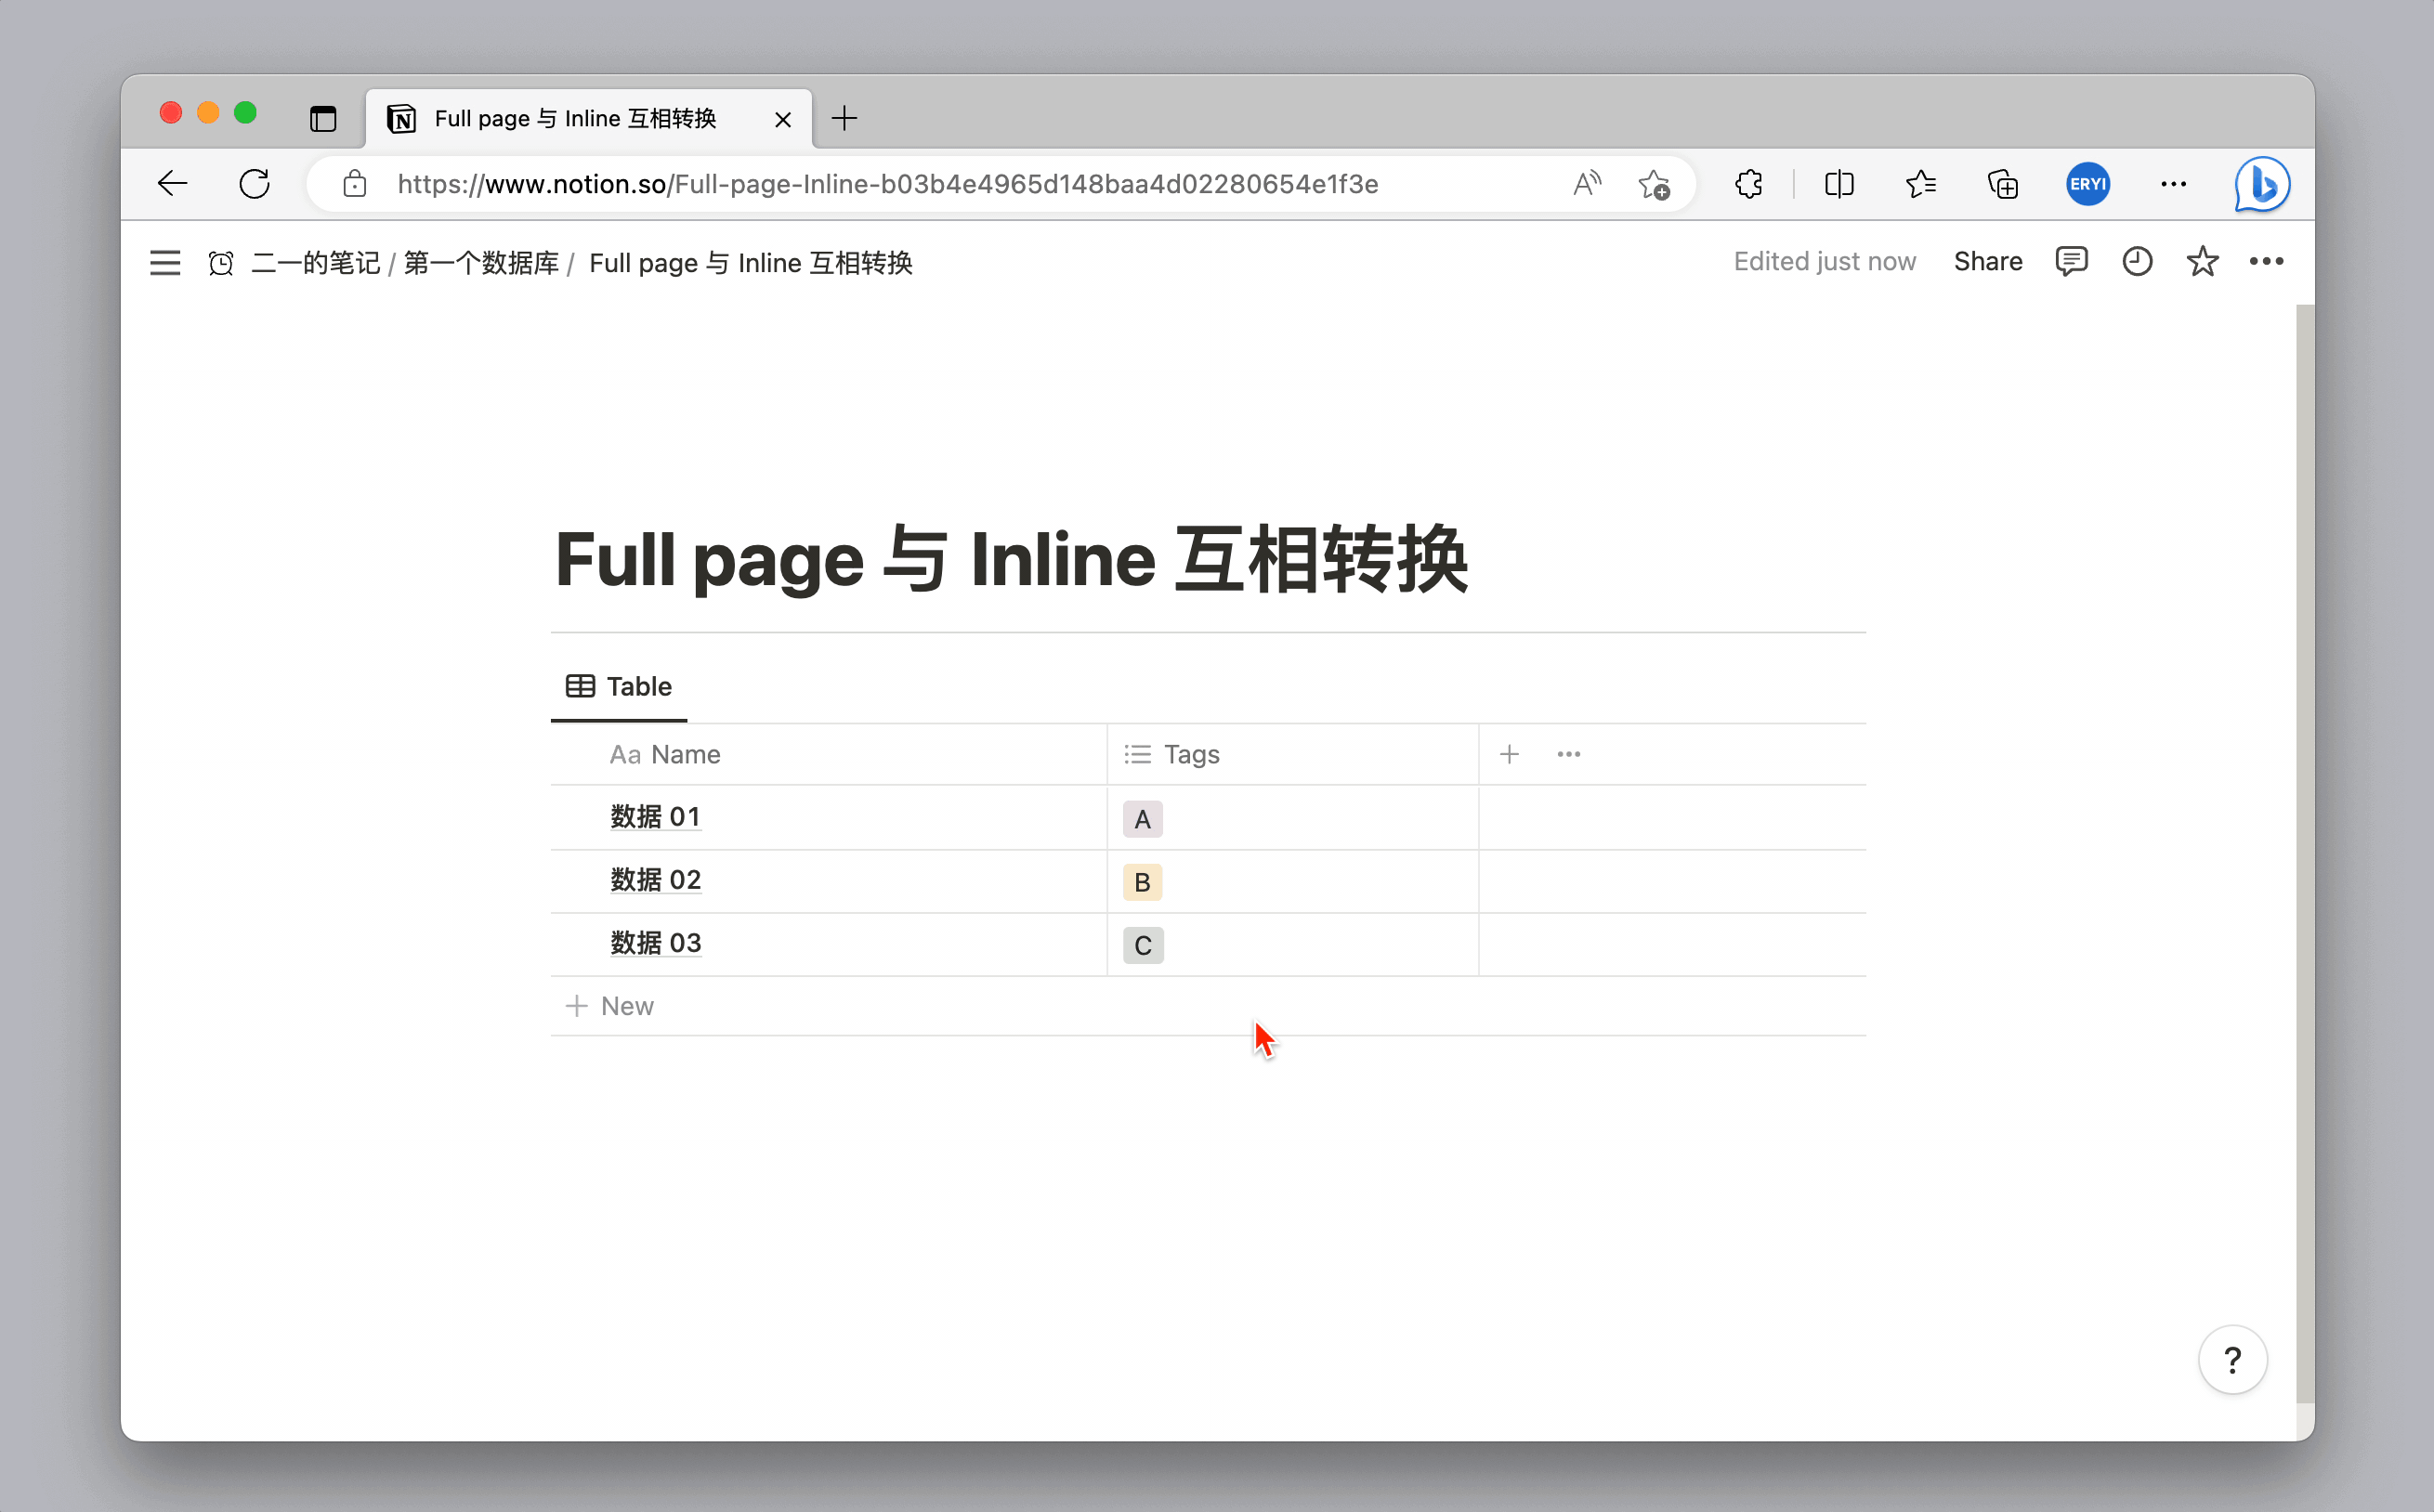 Full page 与 Inline 互相转换
https://www.notion.so/Full-page-Inline-b03b4e4965d148baa4d02280654e1f3e
ERYI
二一的笔记 / 第一个数据库 / Full page 与 Inline 互相转换
Edited just now Share
Full page 与 Inline 互相转换
Table
Aa Name Tags
数据 01 A
数据 02 B
数据 03 C
New
?